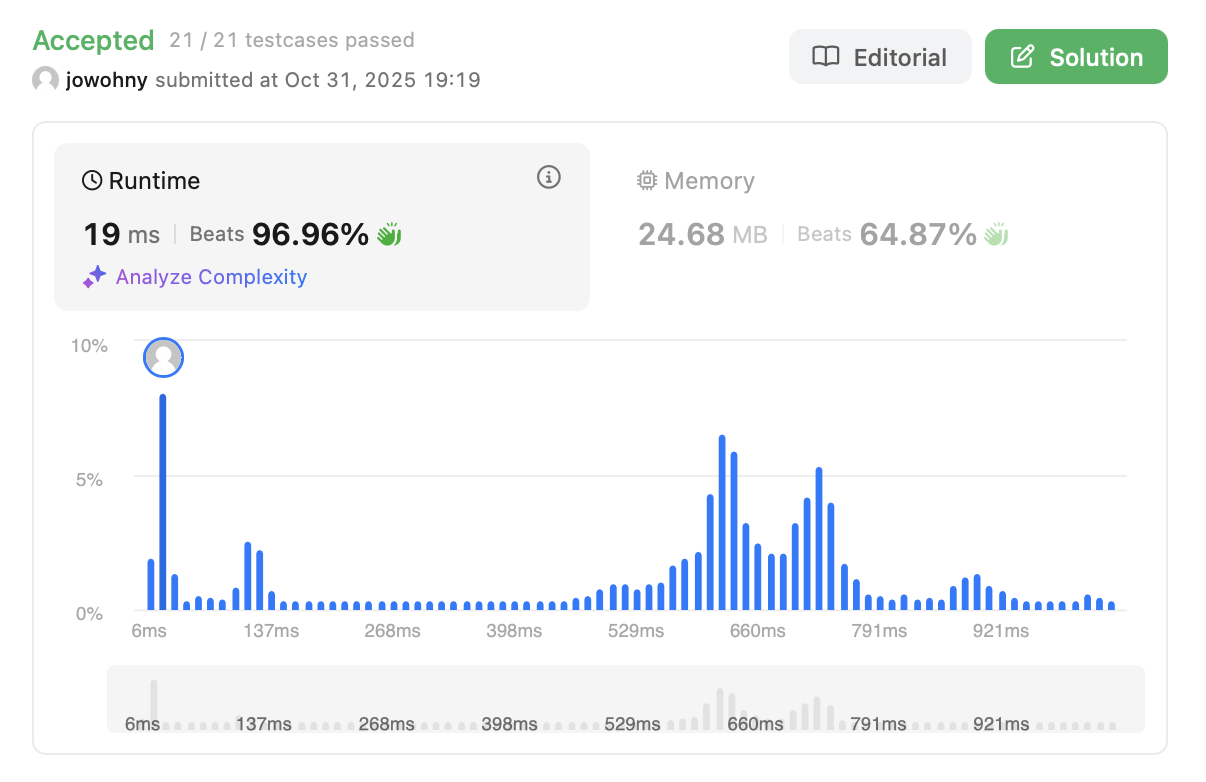 Accepted 21 / 21 testcases passed
jowohny submitted at Oct 31, 2025 19:19
Editorial
Solution
Runtime
19 ms Beats 96.96%
Analyze Complexity
Memory
24.68 MB Beats 64.87%
10%
5%
0%
6ms 137ms 268ms 398ms 529ms 660ms 791ms 921ms
6ms 137ms 268ms 398ms 529ms 660ms 791ms 921ms